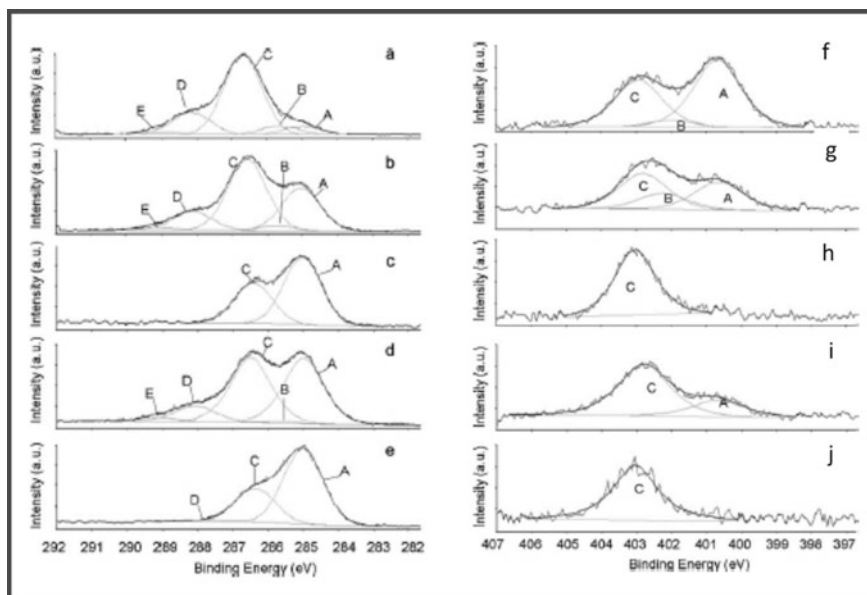 a
C
D
E
B
A
Intensity (a.u.)
b
C
B
D
E
A
Intensity (a.u.)
c
C
A
Intensity (a.u.)
d
C
A
D
E
B
Intensity (a.u.)
e
C
A
D
Intensity (a.u.)
292 291 290 289 288 287 286 285 284 283 282
Binding Energy (eV)
f
C
A
B
Intensity (a.u.)
g
C
B
A
Intensity (a.u.)
h
C
Intensity (a.u.)
i
C
A
Intensity (a.u.)
j
C
Intensity (a.u.)
407 406 405 404 403 402 401 400 399 398 397
Binding Energy (eV)